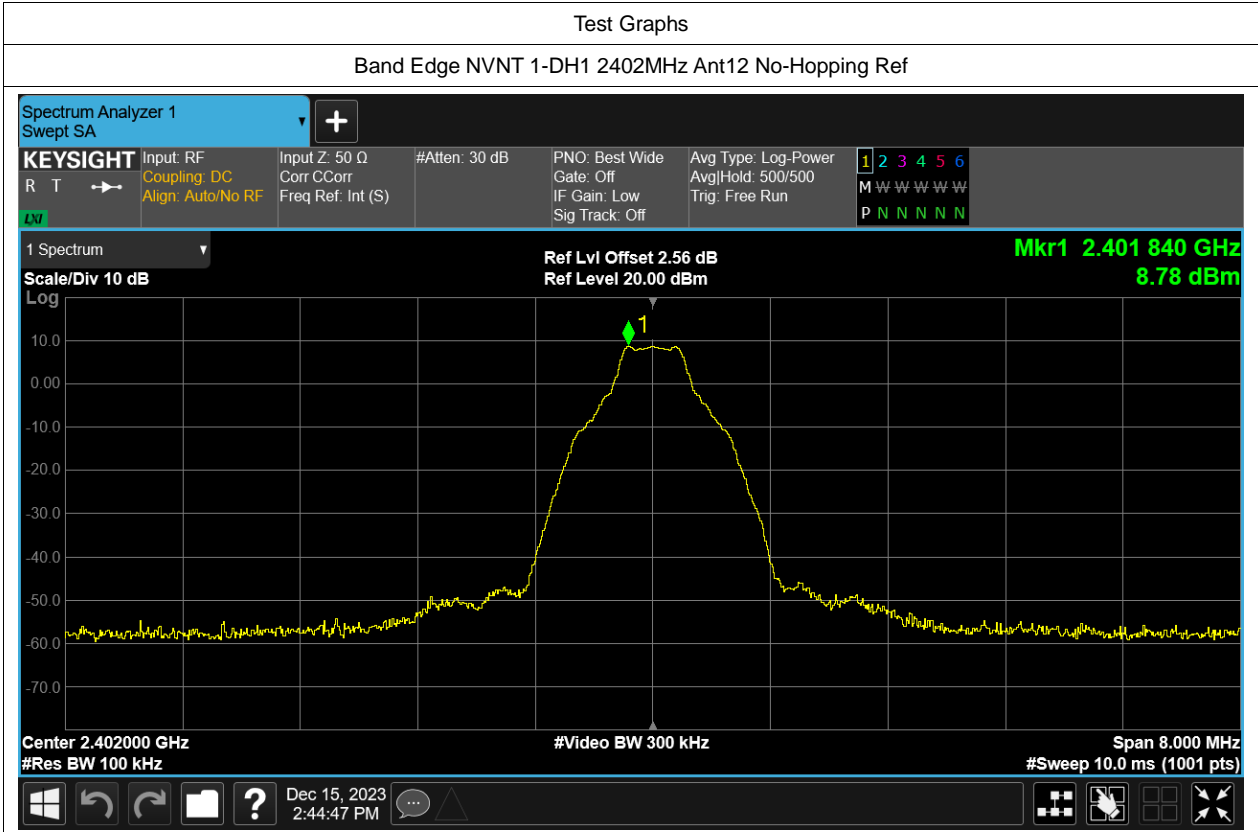 Test Graphs
Band Edge NVNT 1-DH1 2402MHz Ant12 No-Hopping Ref
Spectrum Analyzer 1
Swept SA
KEYSIGHT
R T
LXI
Input: RF
Coupling: DC
Align: Auto/No RF
Input Z: 50 Ω
Corr CCorr
Freq Ref: Int (S)
#Atten: 30 dB
PNO: Best Wide
Gate: Off
IF Gain: Low
Sig Track: Off
Avg Type: Log-Power
Avg|Hold: 500/500
Trig: Free Run
1 2 3 4 5 6
M W W W W W
P N N N N N
1 Spectrum
Scale/Div 10 dB
Log
Ref Lvl Offset 2.56 dB
Ref Level 20.00 dBm
Mkr1 2.401 840 GHz
8.78 dBm
1
10.0
0.00
-10.0
-20.0
-30.0
-40.0
-50.0
-60.0
-70.0
Center 2.402000 GHz
#Res BW 100 kHz
#Video BW 300 kHz
Span 8.000 MHz
#Sweep 10.0 ms (1001 pts)
?
Dec 15, 2023
2:44:47 PM